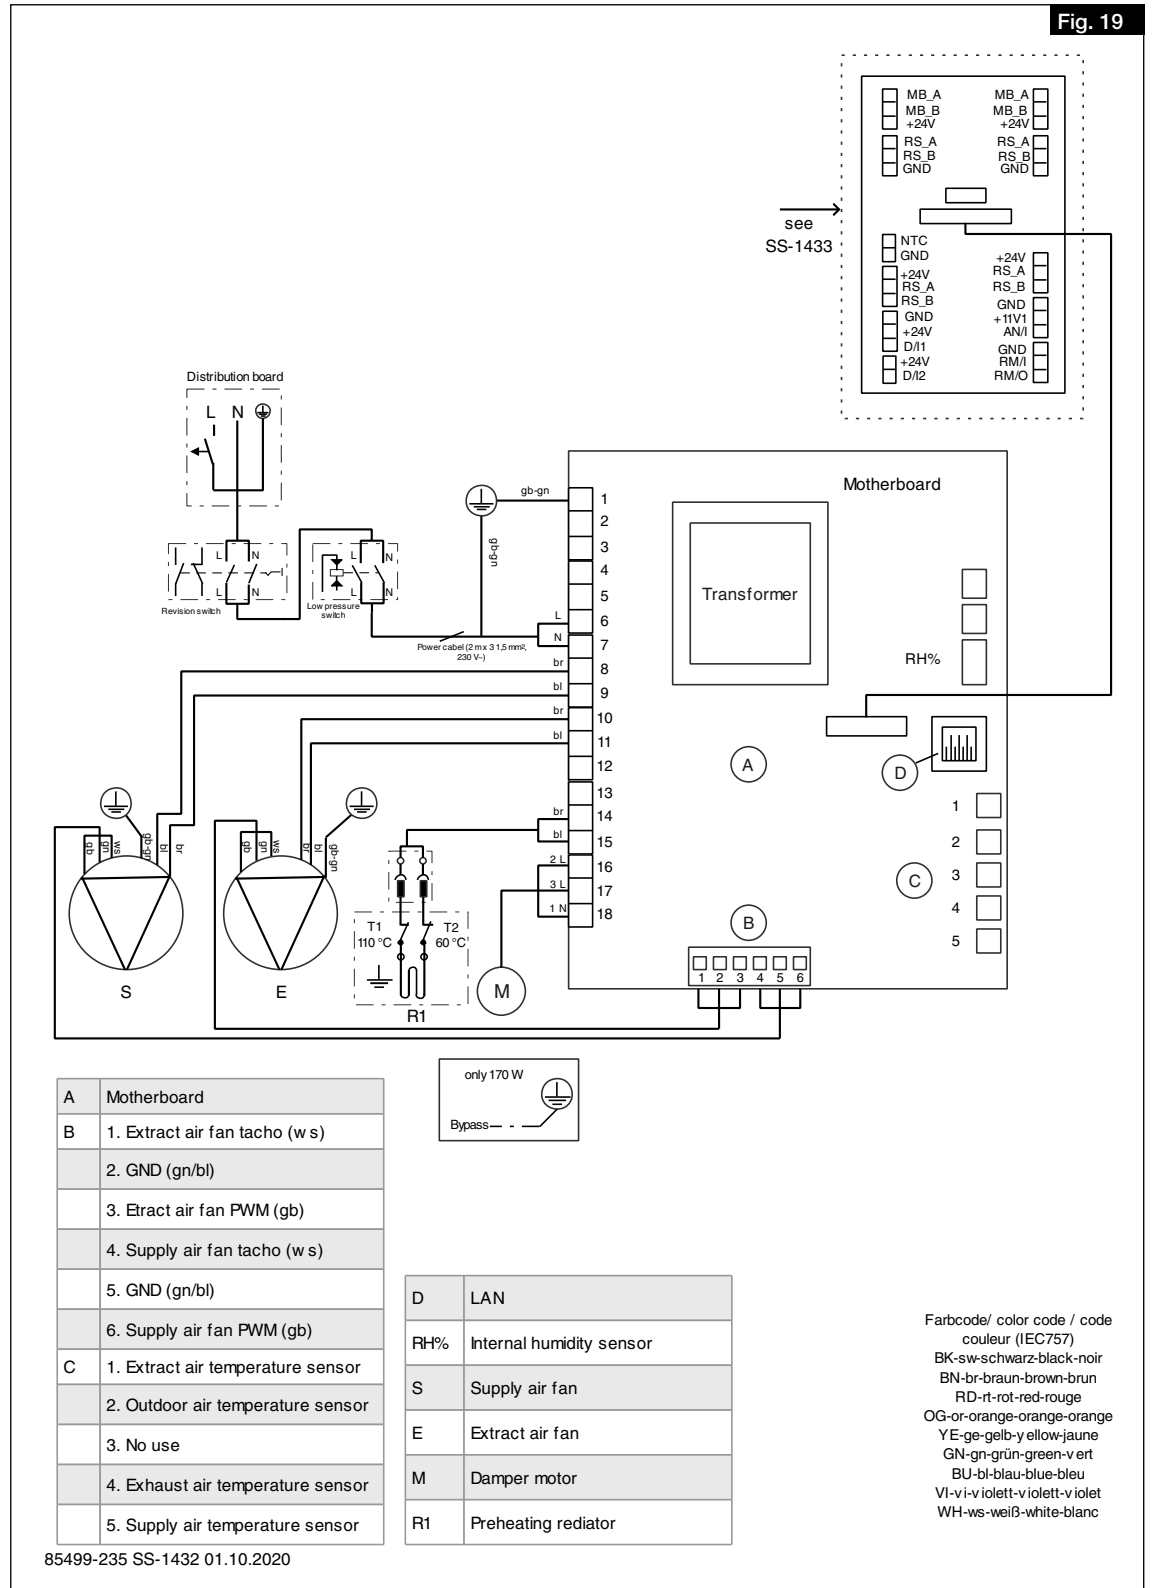 Fig. 19
MB_A
MB_B
+24V
RS_A
RS_B
GND
MB_A
MB_B
+24V
RS_A
RS_B
GND
see
SS-1433
NTC
GND
+24V
RS_A
RS_B
GND
+24V
D/I1
+24V
D/I2
+24V
RS_A
RS_B
GND
+11V1
AN/I
GND
RM/I
RM/O
Distribution board
L N
L N
L N
Revision switch
L N
L N
Low pressure
switch
gb-gn
gb-gn
L
N
Power cabel (2 m x 3 1,5 mm²,
230 V~)
br
bl
br
bl
br
bl
2 L
3 L
1 N
1
2
3
4
5
6
7
8
9
10
11
12
13
14
15
16
17
18
Motherboard
Transformer
RH%
A
D
C
1
2
3
4
5
B
1 2 3 4 5 6
gb
gn
ws
gb-gn
bl
br
S
gb
gn
ws
br
bl
gb-gn
E
T1
110 °C
T2
60 °C
R1
M
only 170 W
Bypass
A Motherboard
B 1. Extract air fan tacho (w s)
2. GND (gn/bl)
3. Etract air fan PWM (gb)
4. Supply air fan tacho (w s)
5. GND (gn/bl)
6. Supply air fan PWM (gb)
C 1. Extract air temperature sensor
2. Outdoor air temperature sensor
3. No use
4. Exhaust air temperature sensor
5. Supply air temperature sensor
D LAN
RH% Internal humidity sensor
S Supply air fan
E Extract air fan
M Damper motor
R1 Preheating rediator
Farbcode/ color code / code
couleur (IEC757)
BK-sw-schwarz-black-noir
BN-br-braun-brown-brun
RD-rt-rot-red-rouge
OG-or-orange-orange-orange
YE-ge-gelb-y ellow-jaune
GN-gn-grün-green-v ert
BU-bl-blau-blue-bleu
VI-v i-v iolett-v iolett-v iolet
WH-ws-weiß-white-blanc
85499-235 SS-1432 01.10.2020